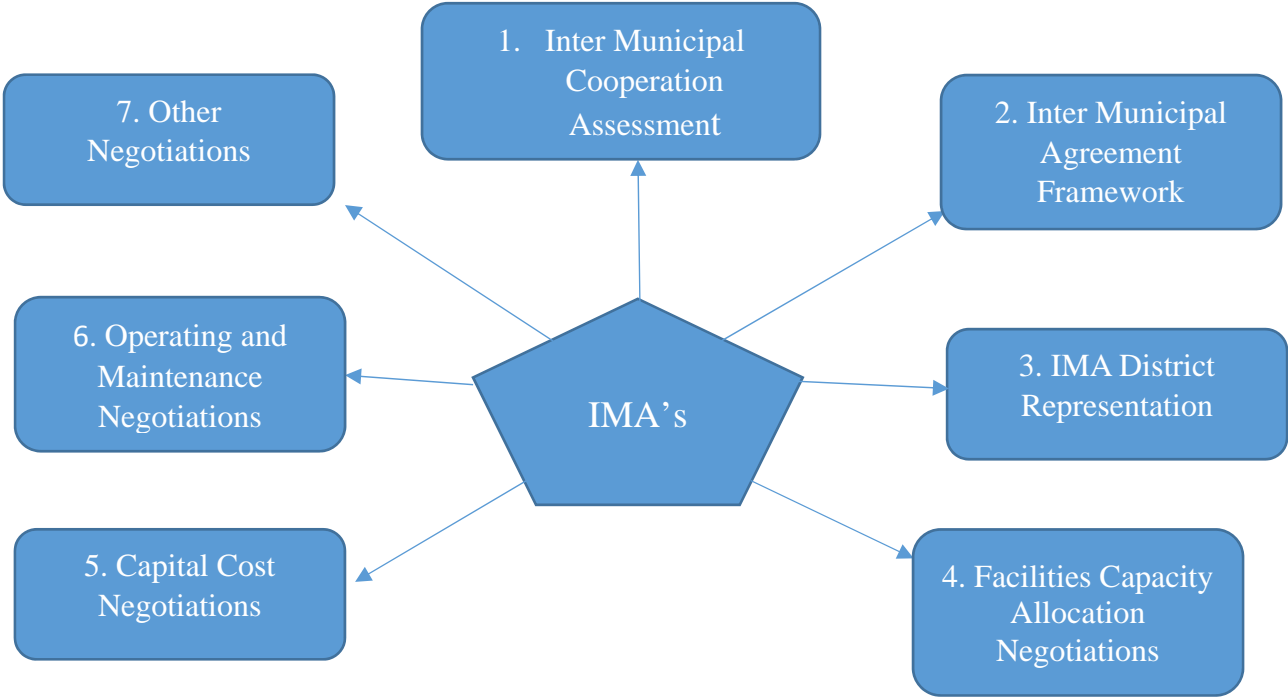 1. Inter Municipal
Cooperation
Assessment
2. Inter Municipal
Agreement
Framework
3. IMA District
Representation
4. Facilities Capacity
Allocation
Negotiations
5. Capital Cost
Negotiations
6. Operating and
Maintenance
Negotiations
7. Other
Negotiations
IMA’s